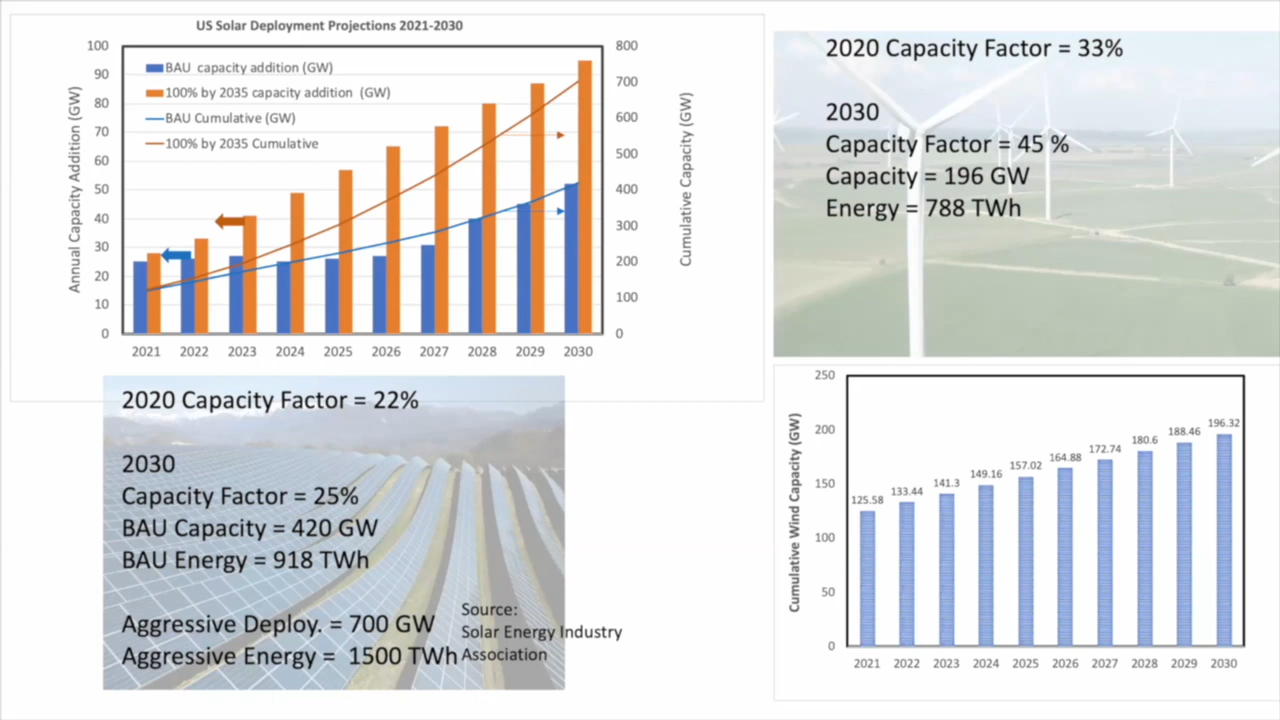 US Solar Deployment Projections 2021-2030
100
90
80
70
60
50
40
30
20
10
0
Annual Capacity Addition (GW)
BAU capacity addition (GW)
100% by 2035 capacity addition (GW)
BAU Cumulative (GW)
100% by 2035 Cumulative
800
700
600
500
400
300
200
100
0
Cumulative Capacity (GW)
2021 2022 2023 2024 2025 2026 2027 2028 2029 2030
2020 Capacity Factor = 22%
2030
Capacity Factor = 25%
BAU Capacity = 420 GW
BAU Energy = 918 TWh
Aggressive Deploy. = 700 GW
Aggressive Energy = 1500 TWh
Source:
Solar Energy Industry
Association
2020 Capacity Factor = 33%
2030
Capacity Factor = 45 %
Capacity = 196 GW
Energy = 788 TWh
250
200
150
100
50
0
Cumulative Wind Capacity (GW)
125.58 133.44 141.3 149.16 157.02 164.88 172.74 180.6 188.46 196.32
2021 2022 2023 2024 2025 2026 2027 2028 2029 2030